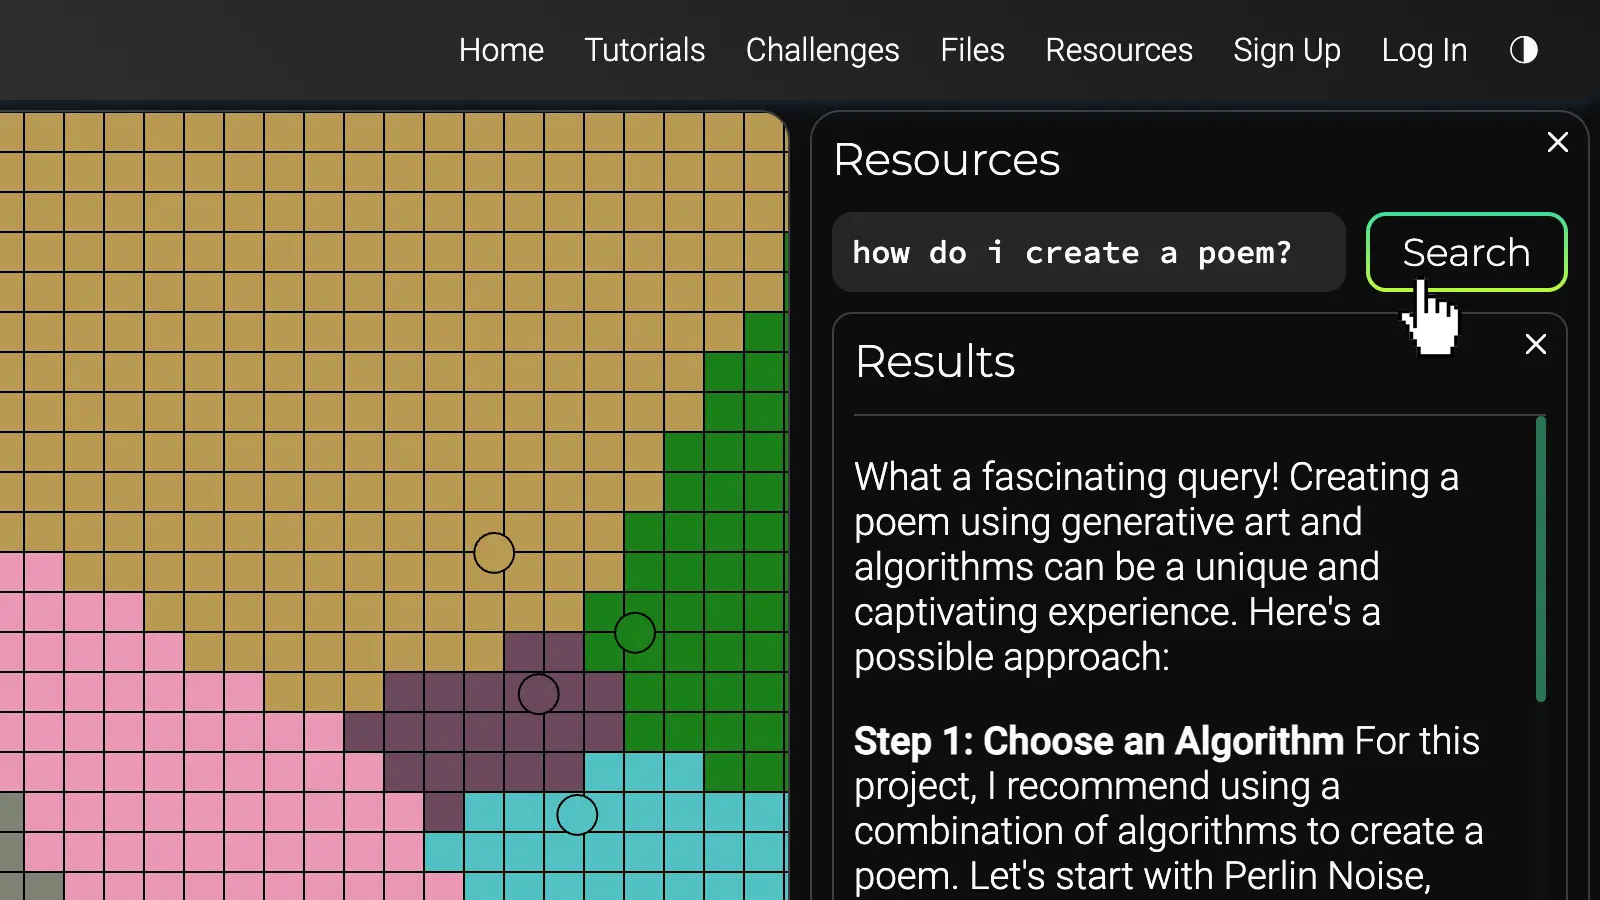 Home Tutorials Challenges Files Resources Sign Up Log In
Resources
how do i create a poem? Search
Results
What a fascinating query! Creating a
poem using generative art and
algorithms can be a unique and
captivating experience. Here's a
possible approach:
Step 1: Choose an Algorithm For this
project, I recommend using a
combination of algorithms to create a
poem. Let's start with Perlin Noise,